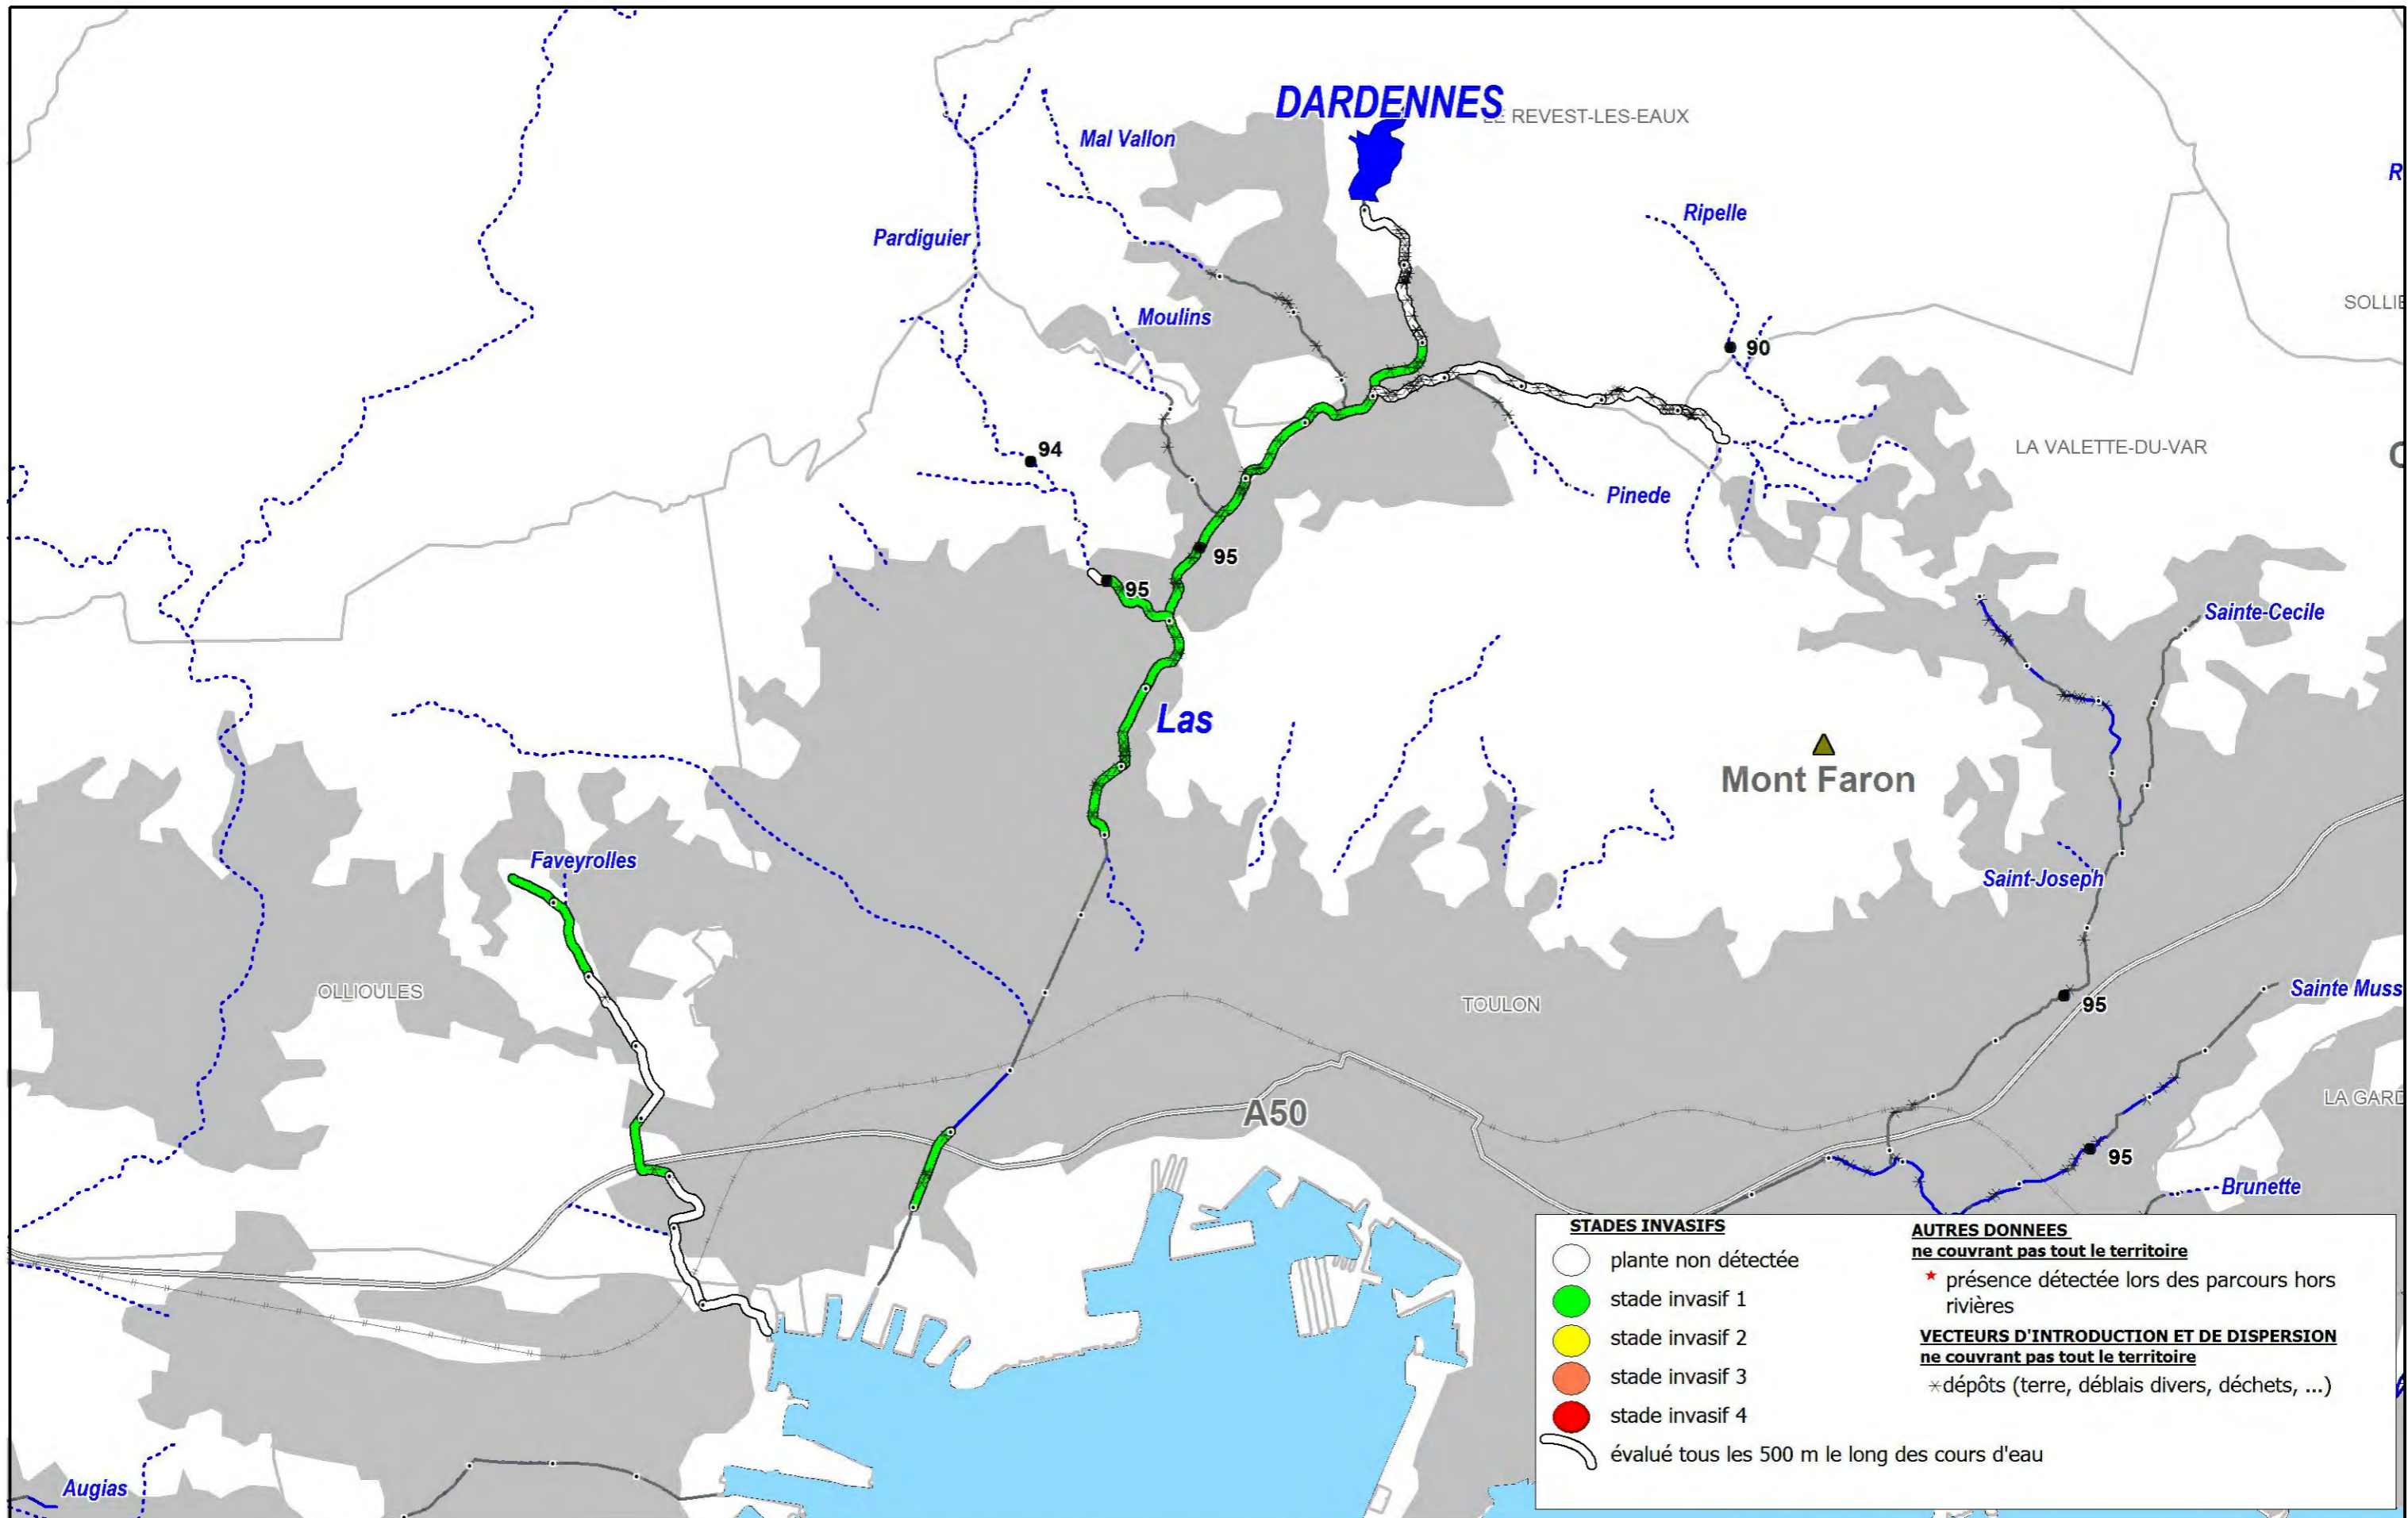 DARDENNES
LE REVEST-LES-EAUX
Mal Vallon
R
Ripelle
Pardiguier
SOLLIE
Moulins
90
94
LA VALETTE-DU-VAR
Pinede
95
95
Sainte-Cecile
Las
Mont Faron
Faveyrolles
Saint-Joseph
OLLIOULES
TOULON
Sainte Muss
95
LA GARD
A50
95
Brunette
STADES INVASIFS
plante non détectée
stade invasif 1
stade invasif 2
stade invasif 3
stade invasif 4
évalué tous les 500 m le long des cours d'eau
AUTRES DONNEES
ne couvrant pas tout le territoire
présence détectée lors des parcours hors
rivières
VECTEURS D'INTRODUCTION ET DE DISPERSION
ne couvrant pas tout le territoire
dépôts (terre, déblais divers, déchets, ...)
Augias